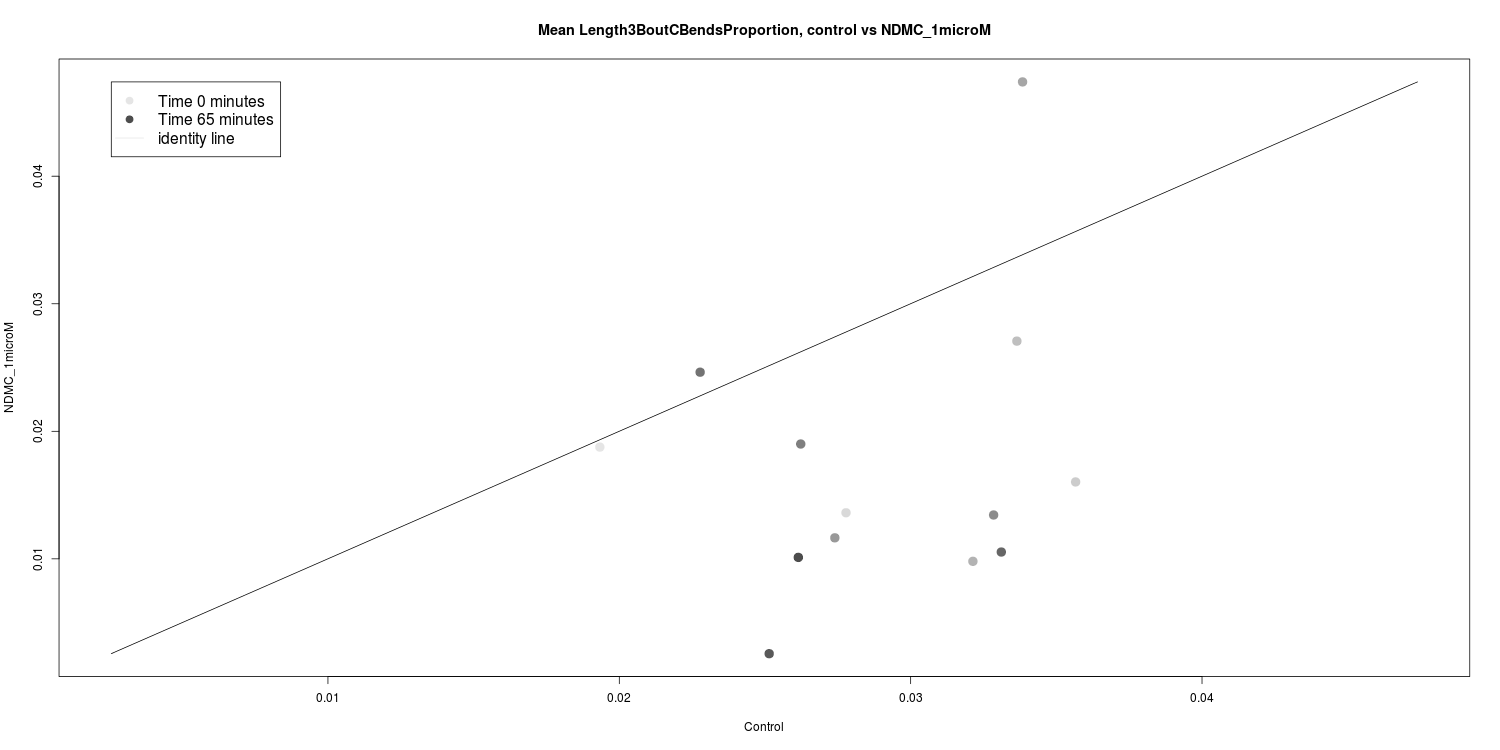 Mean Length3BoutCBendsProportion, control vs NDMC_1microM
Time 0 minutes
Time 65 minutes
identity line
NDMC_1microM
0.04
0.03
0.02
0.01
0.01
0.02
0.03
0.04
Control